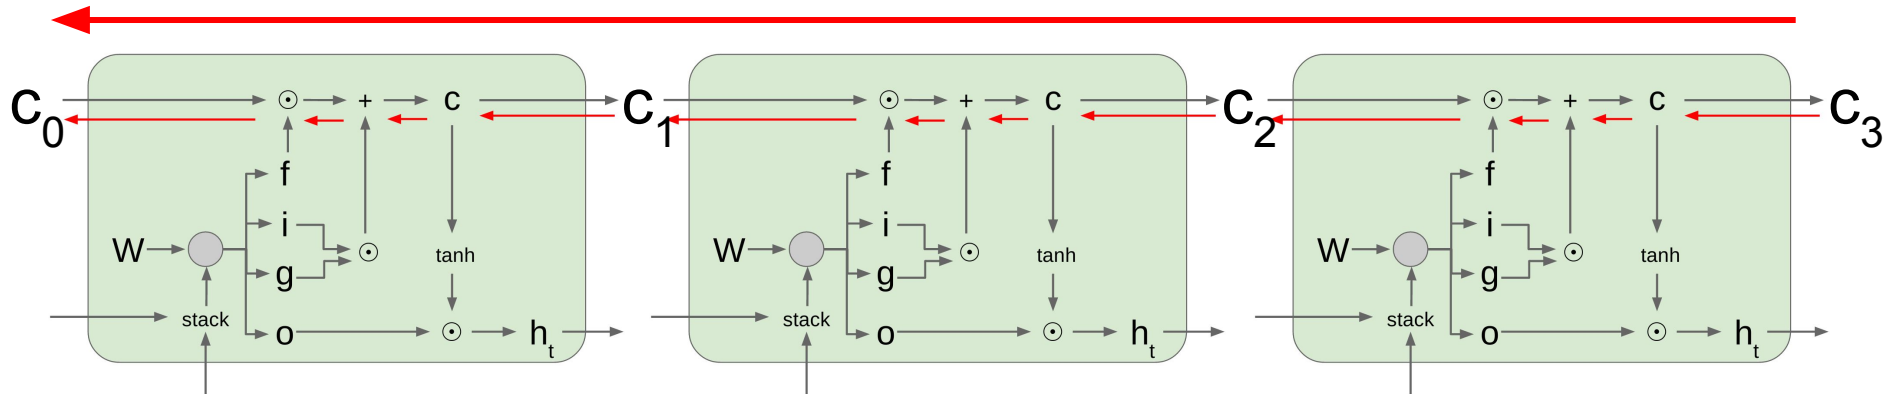 c0 ⊙ + c c1 ⊙ + c c2 ⊙ + c c3
f f f
i i i
W ⊙ tanh W ⊙ tanh W ⊙ tanh
g g g
stack stack stack
o ⊙ ht o ⊙ ht o ⊙ ht